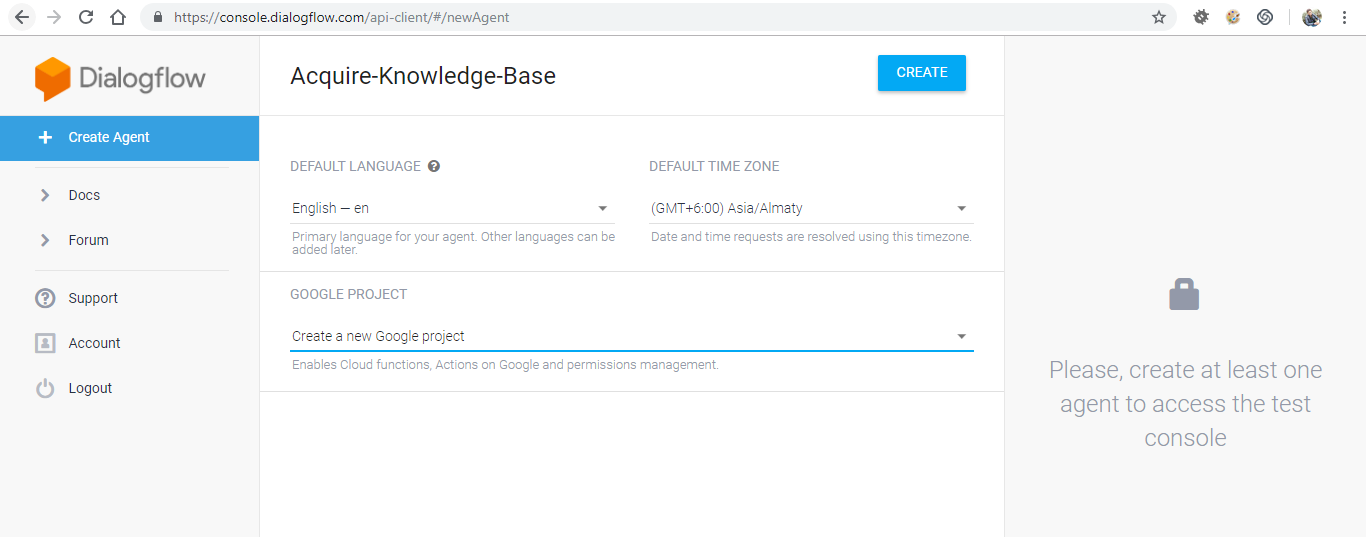 https://console.dialogflow.com/api-client/#/newAgent
Dialogflow
Create Agent
Docs
Forum
Support
Account
Logout
Acquire-Knowledge-Base
CREATE
DEFAULT LANGUAGE
DEFAULT TIME ZONE
English — en
(GMT+6:00) Asia/Almaty
Primary language for your agent. Other languages can be
added later.
Date and time requests are resolved using this timezone.
GOOGLE PROJECT
Create a new Google project
Enables Cloud functions, Actions on Google and permissions management.
Please, create at least one
agent to access the test
console